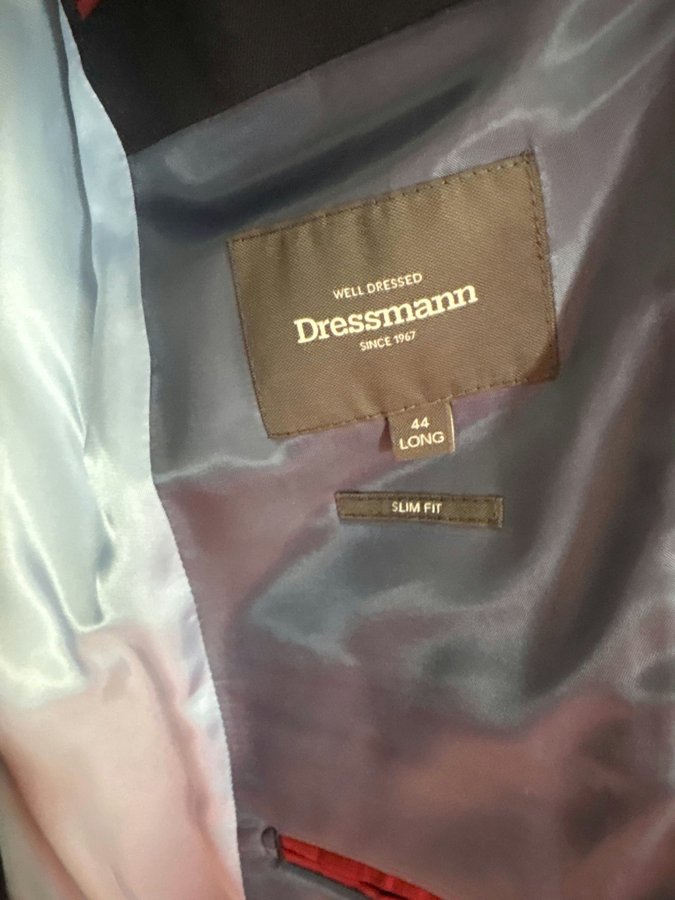 WELL DRESSED
Dressmann
SINCE 1967
44
LONG
SLIM FIT